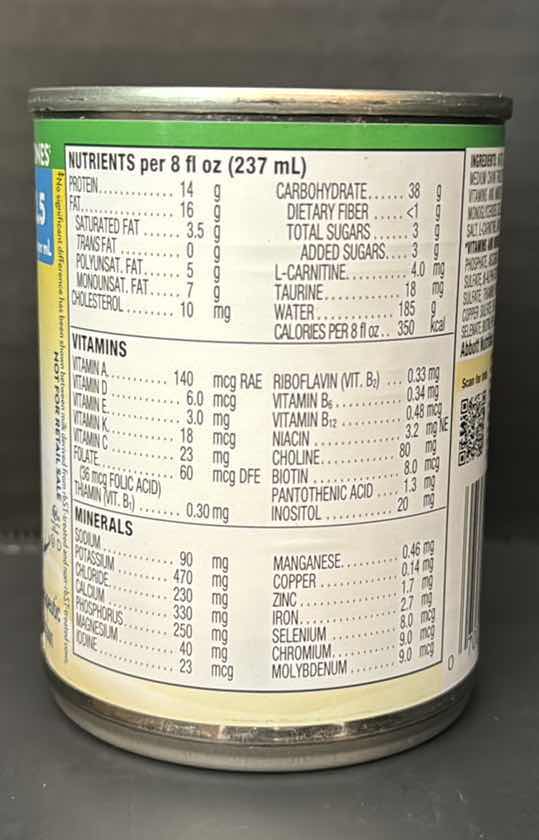 .5
‡No significant difference has been shown between milk derived from rbST-treated and non-rbST-treated cows.
NOT FOR RETAIL SALE
NUTRIENTS per 8 fl oz (237 mL)
PROTEIN 14 g
FAT 16 g
SATURATED FAT 3.5 g
TRANS FAT 0 g
POLYUNSAT. FAT 5 g
MONOUNSAT. FAT 7 g
CHOLESTEROL 10 mg
CARBOHYDRATE 38 g
DIETARY FIBER <1 g
TOTAL SUGARS 3 g
ADDED SUGARS 3 g
L-CARNITINE 4.0 mg
TAURINE 18 mg
WATER 185 g
CALORIES PER 8 fl oz 350 kcal
VITAMINS
VITAMIN A 140 mcg RAE
VITAMIN D 6.0 mcg
VITAMIN E 3.0 mg
VITAMIN K 18 mcg
VITAMIN C 23 mg
FOLATE 60 mcg DFE
(36 mcg FOLIC ACID)
THIAMIN (VIT. B₁) 0.30 mg
RIBOFLAVIN (VIT. B₂) 0.33 mg
VITAMIN B₆ 0.34 mg
VITAMIN B₁₂ 0.48 mcg
NIACIN 3.2 mg NE
CHOLINE 80 mg
BIOTIN 8.0 mcg
PANTOTHENIC ACID 1.3 mg
INOSITOL 20 mg
MINERALS
SODIUM 90 mg
POTASSIUM 470 mg
CHLORIDE 230 mg
CALCIUM 330 mg
PHOSPHORUS 250 mg
MAGNESIUM 40 mg
IODINE 23 mcg
MANGANESE 0.46 mg
COPPER 0.14 mg
ZINC 1.7 mg
IRON 2.7 mg
SELENIUM 8.0 mcg
CHROMIUM 9.0 mcg
MOLYBDENUM 9.0 mcg
MEDIUM
VITAMINS
SALT, L-CARNITINE
PHOSPHATE
COPPER
Abbott
Scan for
0